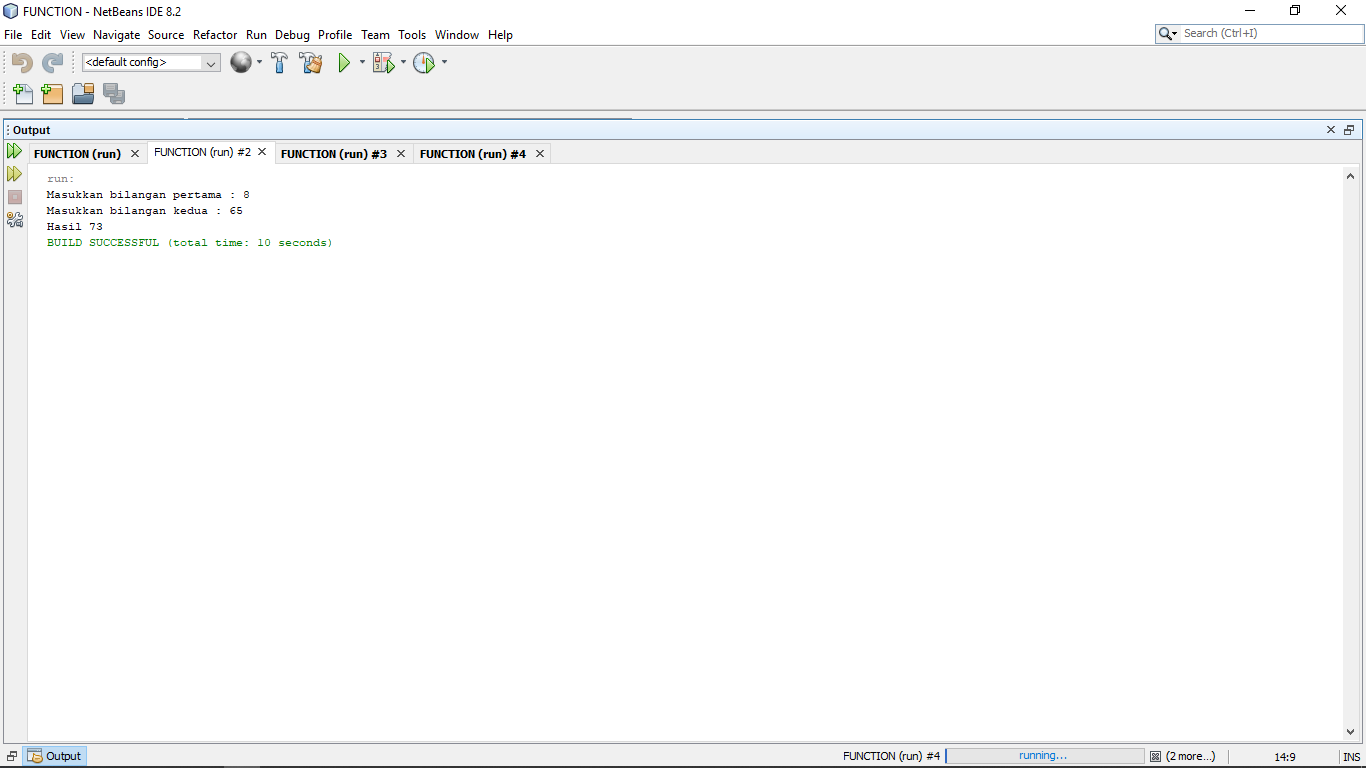 FUNCTION - NetBeans IDE 8.2
File Edit View Navigate Source Refactor Run Debug Profile Team Tools Window Help
Search (Ctrl+I)
<default config>
Output
FUNCTION (run) FUNCTION (run) #2 FUNCTION (run) #3 FUNCTION (run) #4
run:
Masukkan bilangan pertama : 8
Masukkan bilangan kedua : 65
Hasil 73
BUILD SUCCESSFUL (total time: 10 seconds)
Output FUNCTION (run) #4 running... (2 more...) 14:9 INS